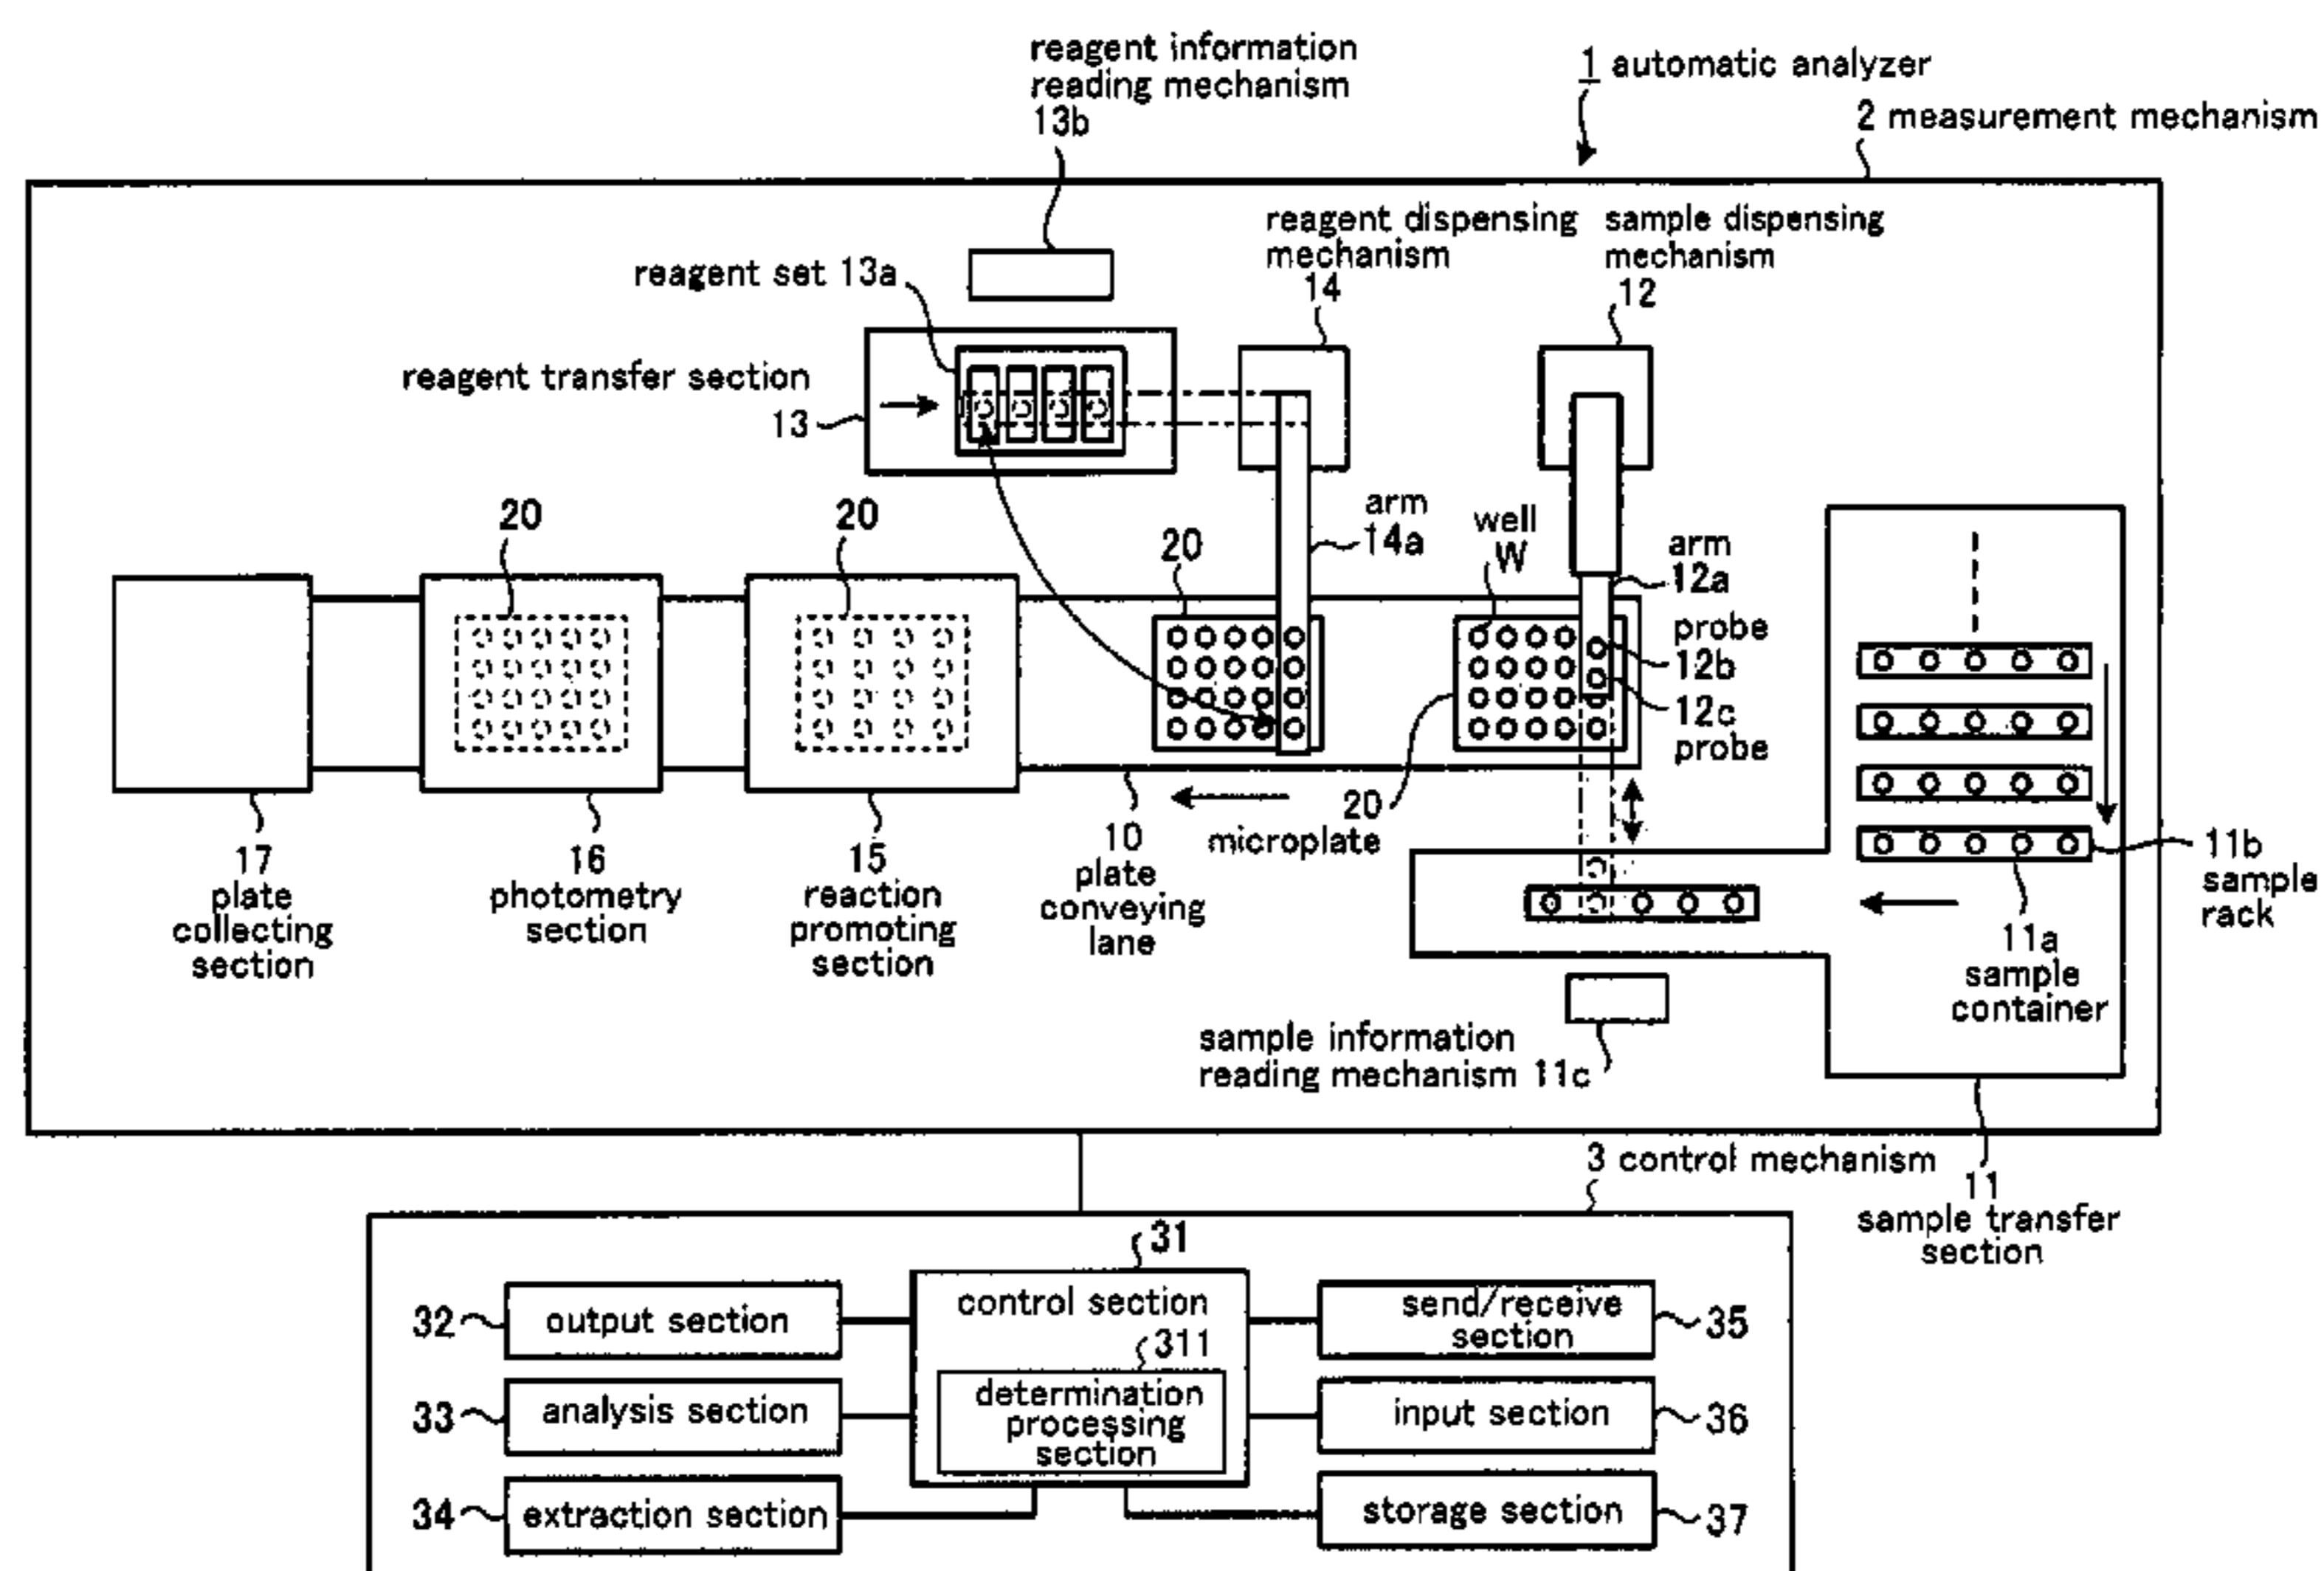 reagent information
reading mechanism
13b
1 automatic analyzer
2 measurement mechanism
reagent dispensing
mechanism
14
sample dispensing
mechanism
12
reagent set 13a
reagent transfer section
13
20
20
20
arm
14a
well
W
arm
12a
probe
12b
12c
probe
20
microplate
10
plate
conveying
lane
17
plate
collecting
section
16
photometry
section
15
reaction
promoting
section
11b
sample
rack
11a
sample
container
sample information
reading mechanism 11c
11
sample transfer
section
3 control mechanism
31
control section
311
determination
processing
section
32
output section
33
analysis section
34
extraction section
send/receive
section
35
input section
36
storage section
37